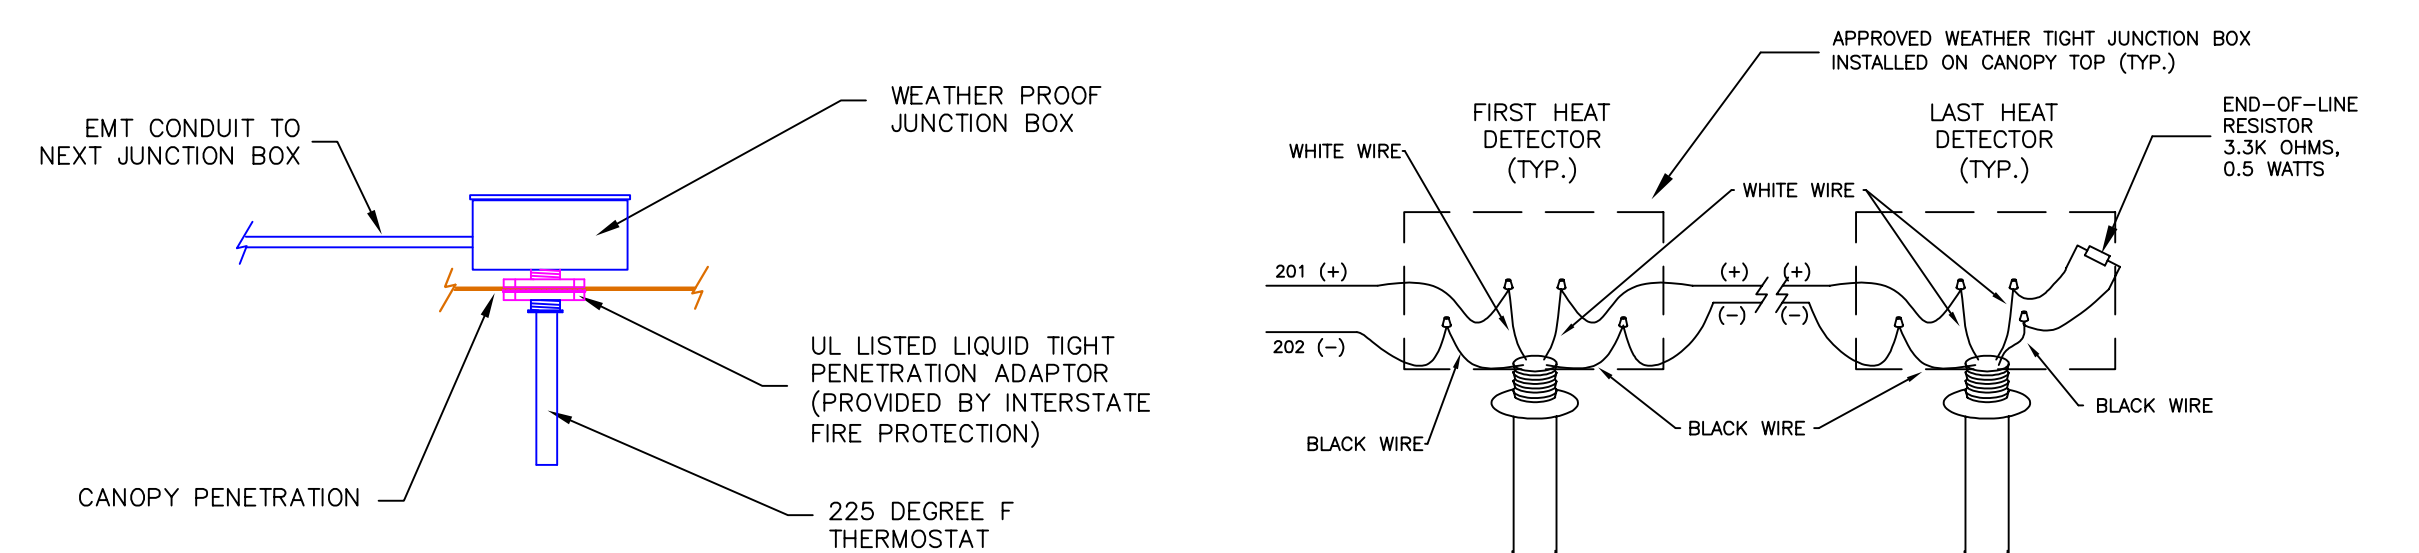 EMT CONDUIT TO
NEXT JUNCTION BOX
WEATHER PROOF
JUNCTION BOX
UL LISTED LIQUID TIGHT
PENETRATION ADAPTOR
(PROVIDED BY INTERSTATE
FIRE PROTECTION)
CANOPY PENETRATION
225 DEGREE F
THERMOSTAT
APPROVED WEATHER TIGHT JUNCTION BOX
INSTALLED ON CANOPY TOP (TYP.)
FIRST HEAT
DETECTOR
(TYP.)
LAST HEAT
DETECTOR
(TYP.)
END-OF-LINE
RESISTOR
3.3K OHMS,
0.5 WATTS
WHITE WIRE
WHITE WIRE
201 (+)
(+)
(+)
202 (-)
(-)
(-)
BLACK WIRE
BLACK WIRE
BLACK WIRE